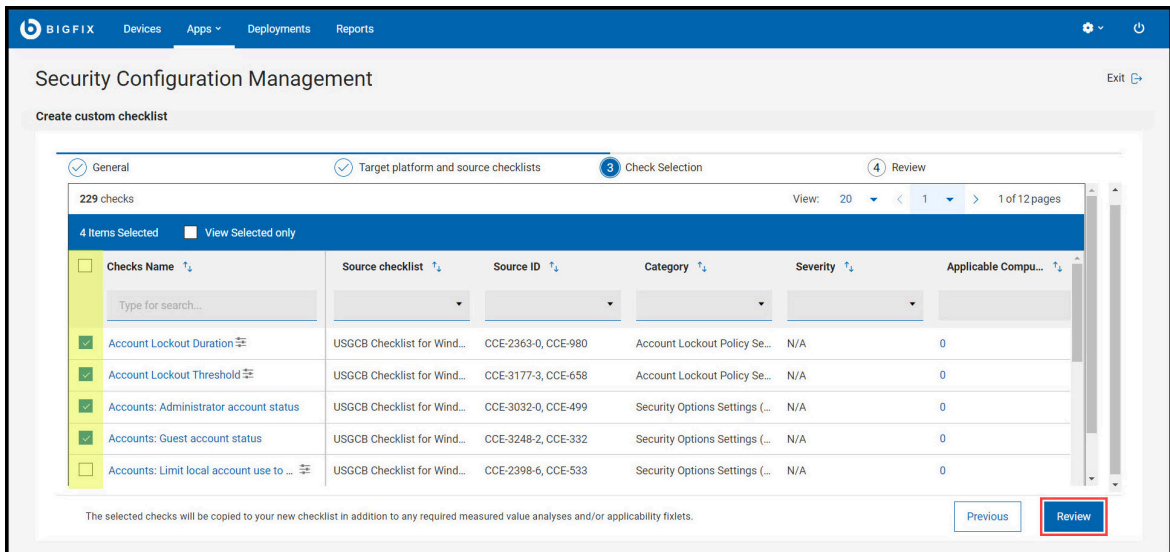 BIGFIX Devices Apps Deployments Reports
Security Configuration Management Exit
Create custom checklist
General Target platform and source checklists 3 Check Selection 4 Review
229 checks View: 20 1 1 of 12 pages
4 Items Selected View Selected only
Checks Name Source checklist Source ID Category Severity Applicable Compu...
Type for search...
Account Lockout Duration USGCB Checklist for Wind... CCE-2363-0, CCE-980 Account Lockout Policy Se... N/A 0
Account Lockout Threshold USGCB Checklist for Wind... CCE-3177-3, CCE-658 Account Lockout Policy Se... N/A 0
Accounts: Administrator account status USGCB Checklist for Wind... CCE-3032-0, CCE-499 Security Options Settings (... N/A 0
Accounts: Guest account status USGCB Checklist for Wind... CCE-3248-2, CCE-332 Security Options Settings (... N/A 0
Accounts: Limit local account use to ... USGCB Checklist for Wind... CCE-2398-6, CCE-533 Security Options Settings (... N/A 0
The selected checks will be copied to your new checklist in addition to any required measured value analyses and/or applicability fixlets. Previous Review